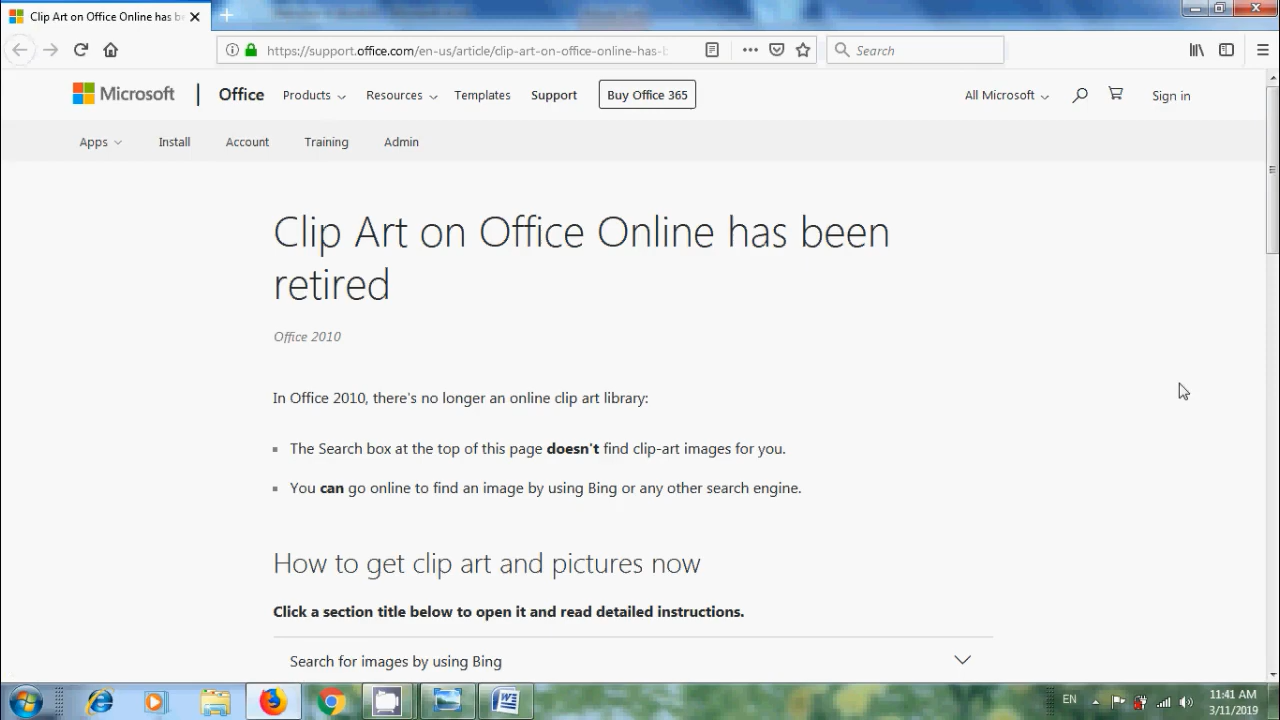 Clip Art on Office Online has be
https://support.office.com/en-us/article/clip-art-on-office-online-has-b
Search
Microsoft
Office
Products
Resources
Templates
Support
Buy Office 365
All Microsoft
Sign in
Apps
Install
Account
Training
Admin
Clip Art on Office Online has been
retired
Office 2010
In Office 2010, there's no longer an online clip art library:
The Search box at the top of this page doesn't find clip-art images for you.
You can go online to find an image by using Bing or any other search engine.
How to get clip art and pictures now
Click a section title below to open it and read detailed instructions.
Search for images by using Bing
EN
11:41 AM
3/11/2019